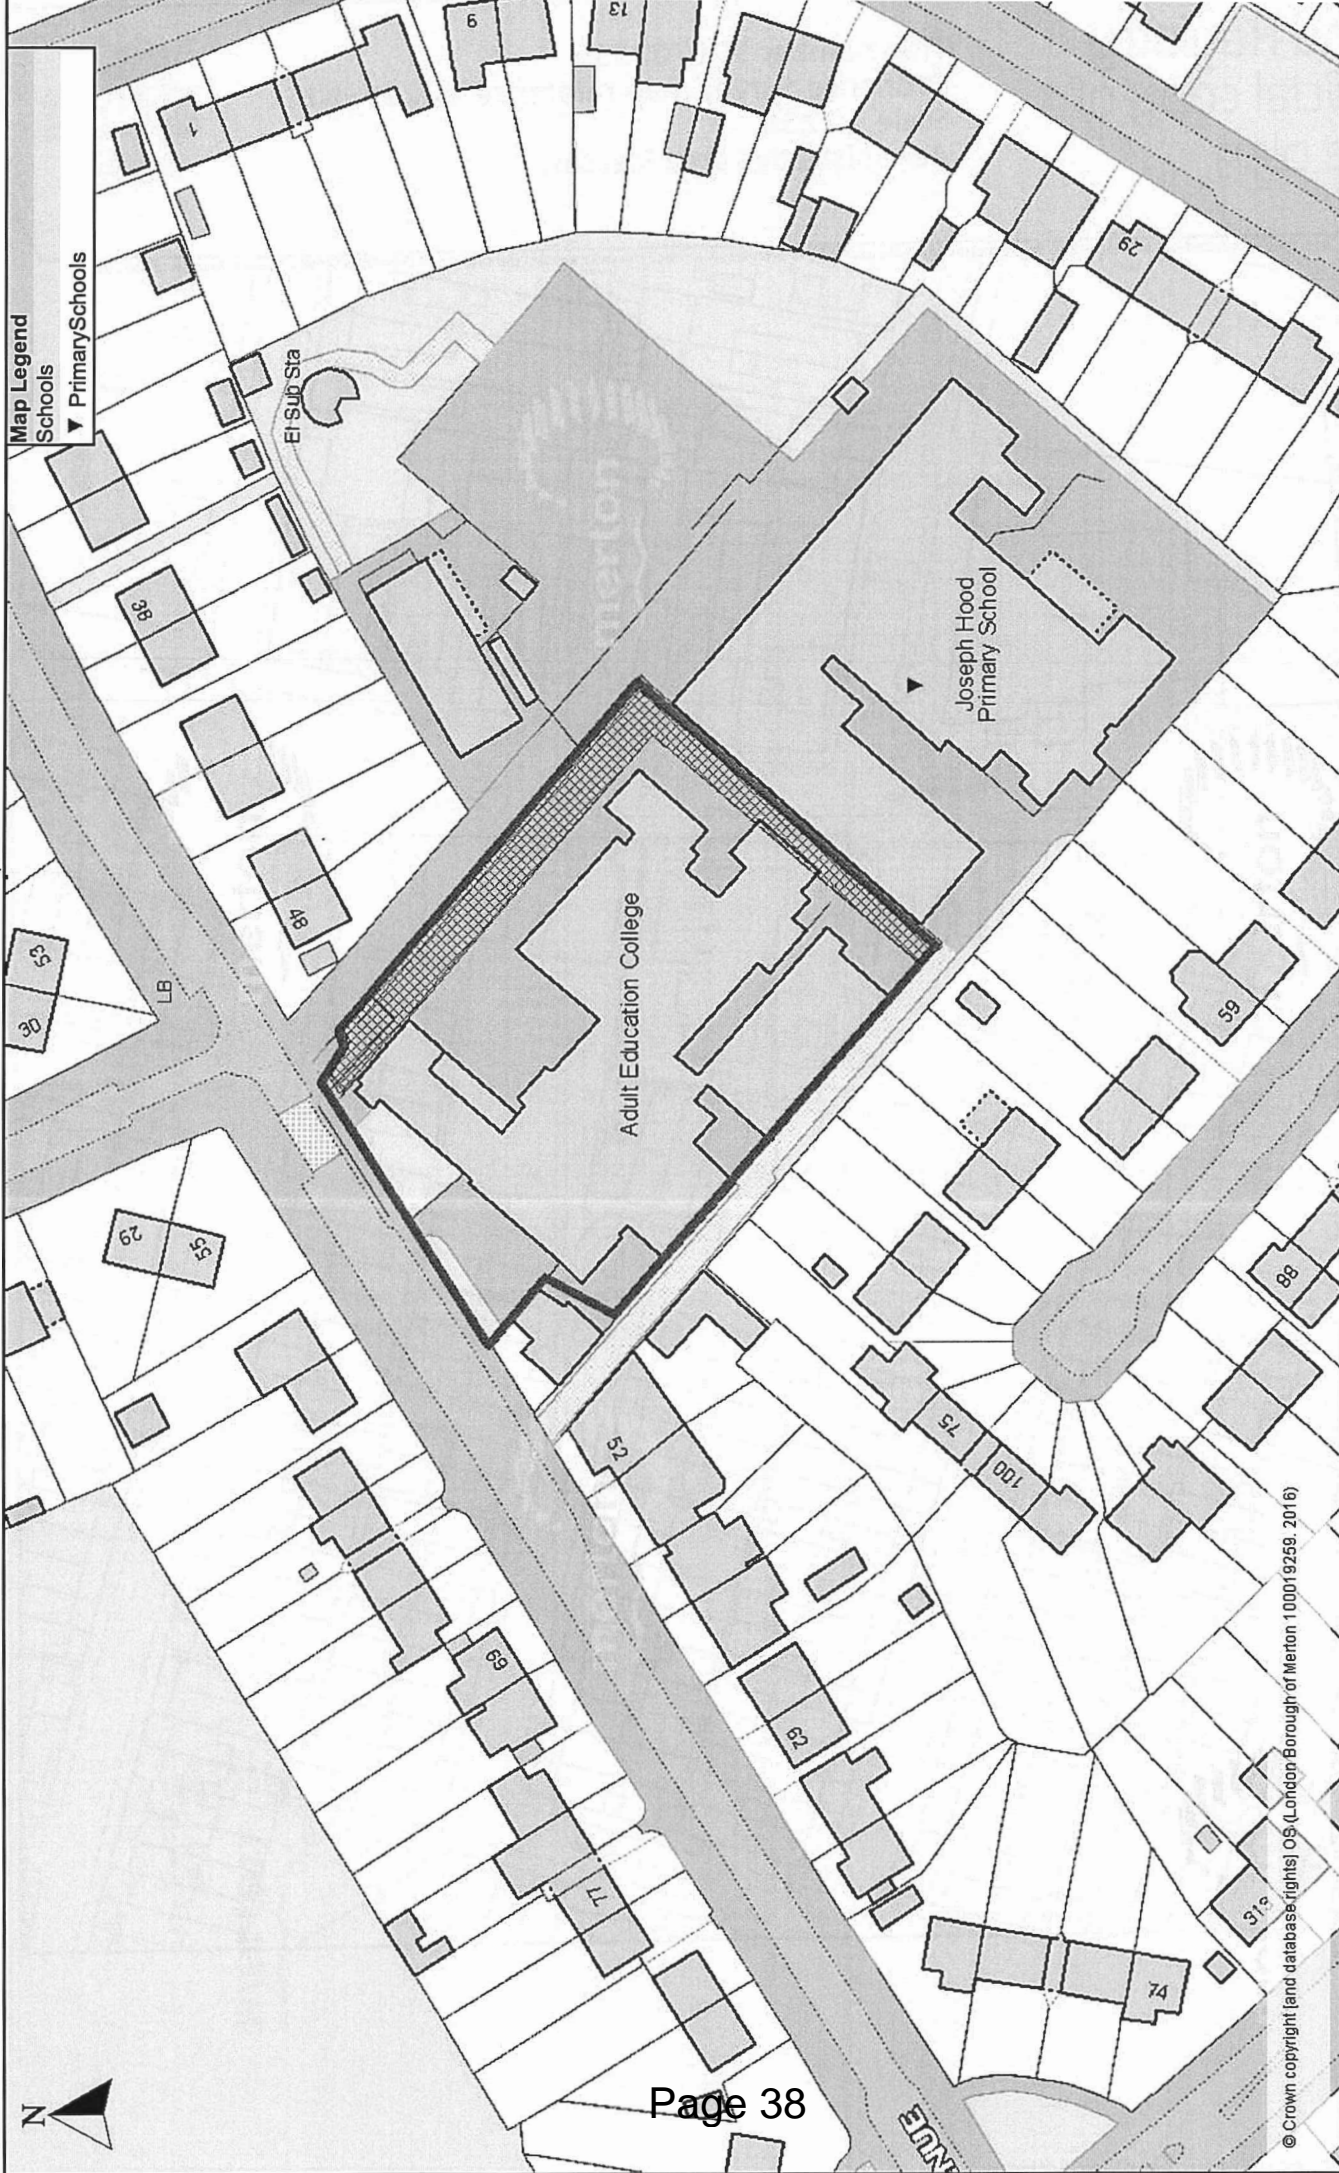 Map Legend
Schools
▼ PrimarySchools
N
1
9
13
29
El Sub Sta
38
48
53
30
LB
29
55
Joseph Hood
Primary School
Adult Education College
59
88
75
100
52
69
62
77
74
merton
Page 38
© Crown copyright [and database rights] OS (London Borough of Merton 100019259. 2016)